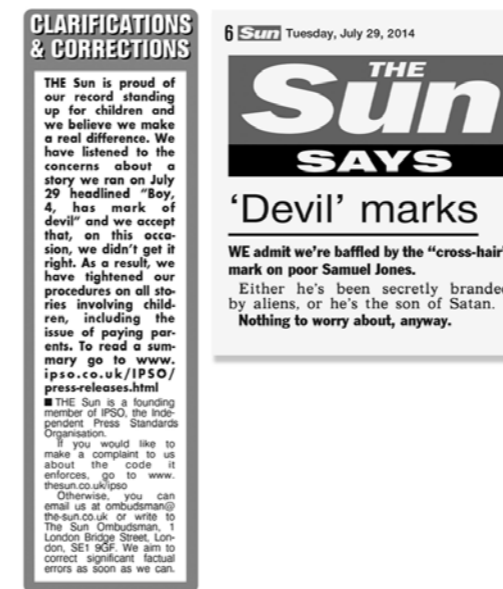 CLARIFICATIONS
& CORRECTIONS
THE Sun is proud of
our record standing
up for children and
we believe we make
a real difference. We
have listened to the
concerns about a
story we ran on July
29 headlined “Boy,
4, has mark of
devil” and we accept
that, on this occa-
sion, we didn’t get it
right. As a result, we
have tightened our
procedures on all sto-
ries involving child-
ren, including the
issue of paying par-
ents. To read a sum-
mary go to www.
ipso.co.uk/IPSO/
press-releases.html
■ THE Sun is a founding
member of IPSO, the Inde-
pendent Press Standards
Organisation.
If you would like to
make a complaint to us
about the code it
enforces, go to www.
thesun.co.uk/ipso
Otherwise, you can
email us at ombudsman@
the-sun.co.uk or write to
The Sun Ombudsman, 1
London Bridge Street, Lon-
don, SE1 9GF. We aim to
correct significant factual
errors as soon as we can.
6 Sun Tuesday, July 29, 2014
THE
Sun
SAYS
‘Devil’ marks
WE admit we’re baffled by the “cross-hair”
mark on poor Samuel Jones.
Either he’s been secretly branded
by aliens, or he’s the son of Satan.
Nothing to worry about, anyway.